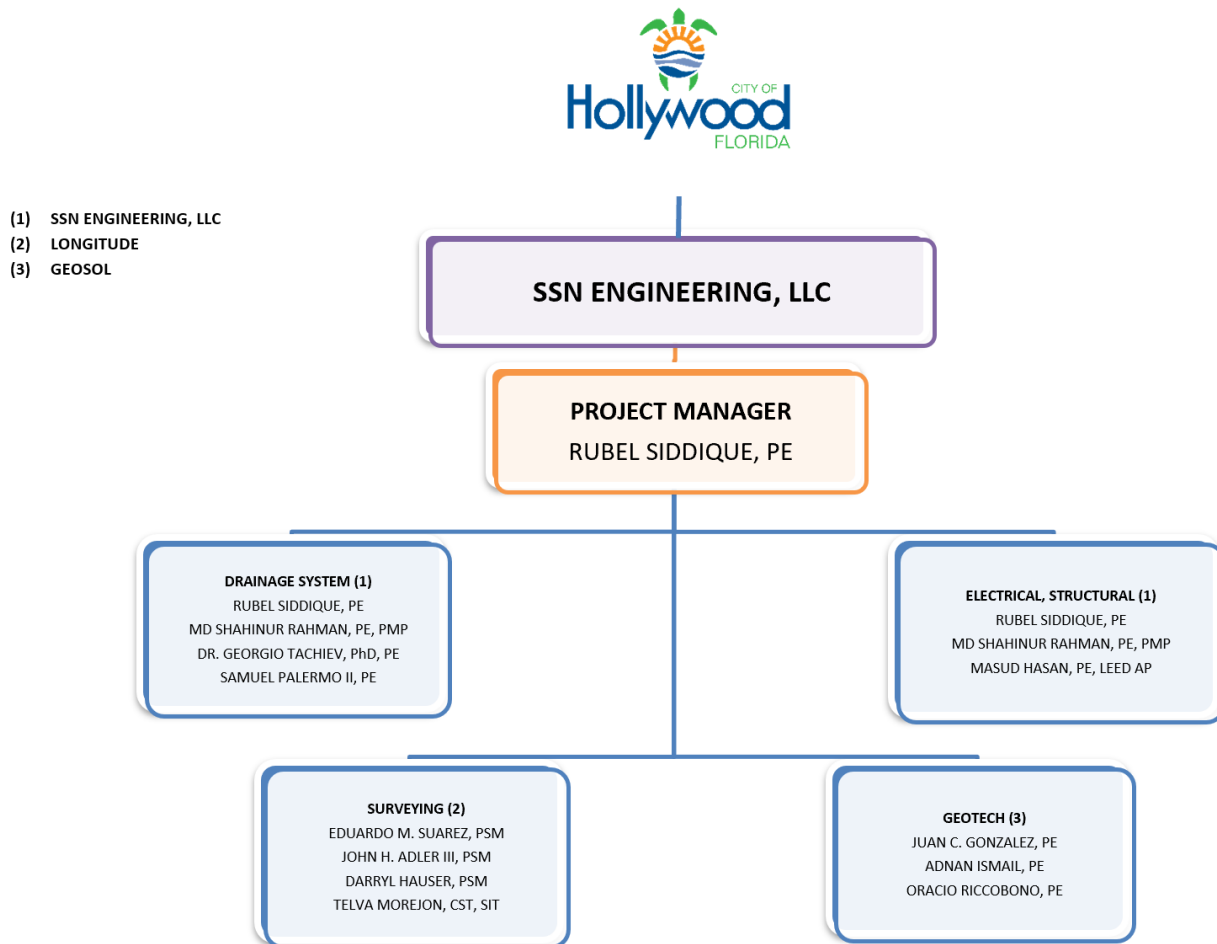 CITY OF
Hollywood
FLORIDA
(1) SSN ENGINEERING, LLC
(2) LONGITUDE
(3) GEOSOL
SSN ENGINEERING, LLC
PROJECT MANAGER
RUBEL SIDDIQUE, PE
DRAINAGE SYSTEM (1)
RUBEL SIDDIQUE, PE
MD SHAHINUR RAHMAN, PE, PMP
DR. GEORGIO TACHIEV, PhD, PE
SAMUEL PALERMO II, PE
ELECTRICAL, STRUCTURAL (1)
RUBEL SIDDIQUE, PE
MD SHAHINUR RAHMAN, PE, PMP
MASUD HASAN, PE, LEED AP
SURVEYING (2)
EDUARDO M. SUAREZ, PSM
JOHN H. ADLER III, PSM
DARRYL HAUSER, PSM
TELVA MOREJON, CST, SIT
GEOTECH (3)
JUAN C. GONZALEZ, PE
ADNAN ISMAIL, PE
ORACIO RICCOBONO, PE